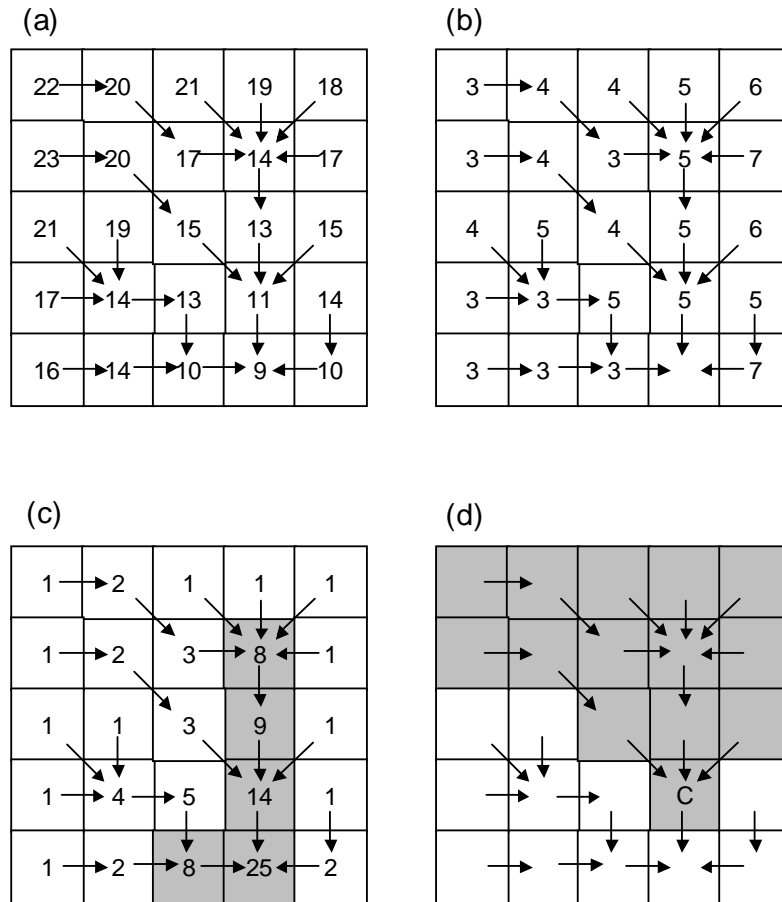 (a) (b)
22 20 21 19 18 3 4 4 5 6
23 20 17 14 17 3 4 3 5 7
21 19 15 13 15 4 5 4 5 6
17 14 13 11 14 3 3 5 5 5
16 14 10 9 10 3 3 3 7
(c) (d)
1 2 1 1 1
1 2 3 8 1
1 1 3 9 1
1 4 5 14 1 C
1 2 8 25 2